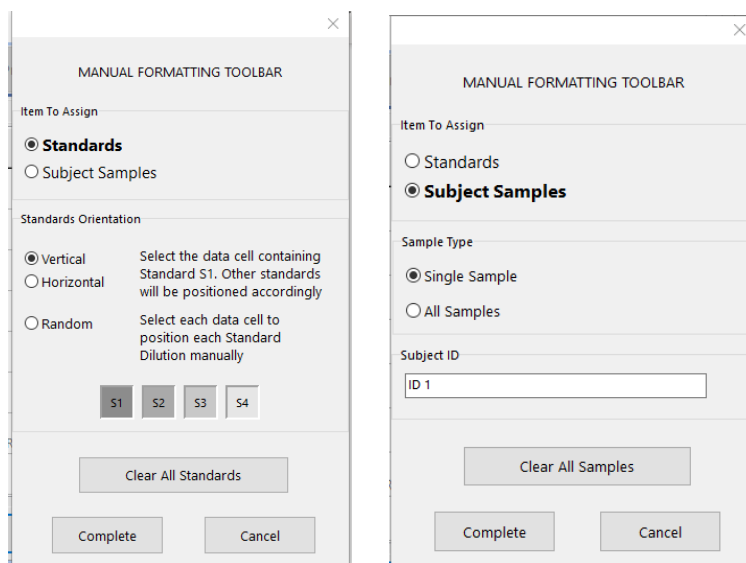 MANUAL FORMATTING TOOLBAR
Item To Assign
Standards
Subject Samples
Standards Orientation
Vertical
Horizontal
Select the data cell containing
Standard S1. Other standards
will be positioned accordingly
Random
Select each data cell to
position each Standard
Dilution manually
S1 S2 S3 S4
Clear All Standards
Complete Cancel
MANUAL FORMATTING TOOLBAR
Item To Assign
Standards
Subject Samples
Sample Type
Single Sample
All Samples
Subject ID
ID 1
Clear All Samples
Complete Cancel